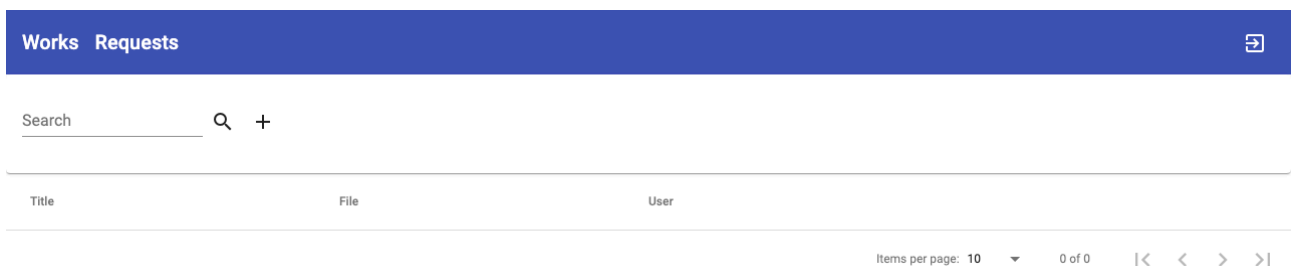 Works Requests
Search
Title File User
Items per page: 10 0 of 0